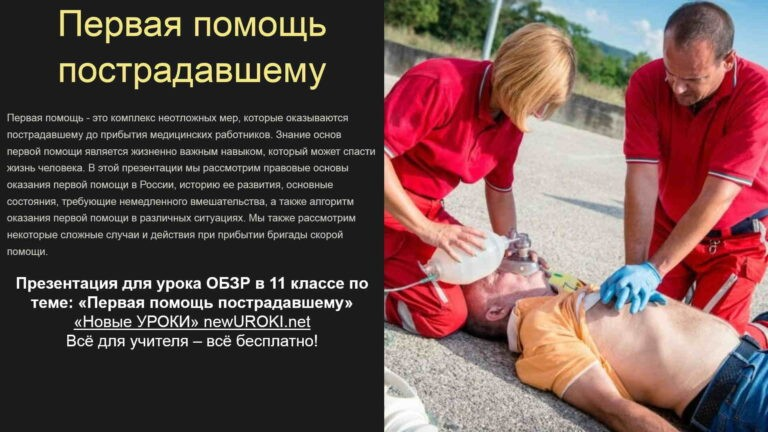 Первая помощь
пострадавшему
Первая помощь - это комплекс неотложных мер, которые оказываются
пострадавшему до прибытия медицинских работников. Знание основ
первой помощи является жизненно важным навыком, который может спасти
жизнь человека. В этой презентации мы рассмотрим правовые основы
оказания первой помощи в России, историю ее развития, основные
состояния, требующие немедленного вмешательства, а также алгоритм
оказания первой помощи в различных ситуациях. Мы также рассмотрим
некоторые сложные случаи и действия при прибытии бригады скорой
помощи.
Презентация для урока ОБЗР в 11 классе по
теме: «Первая помощь пострадавшему»
«Новые УРОКИ» newUROKI.net
Всё для учителя – всё бесплатно!